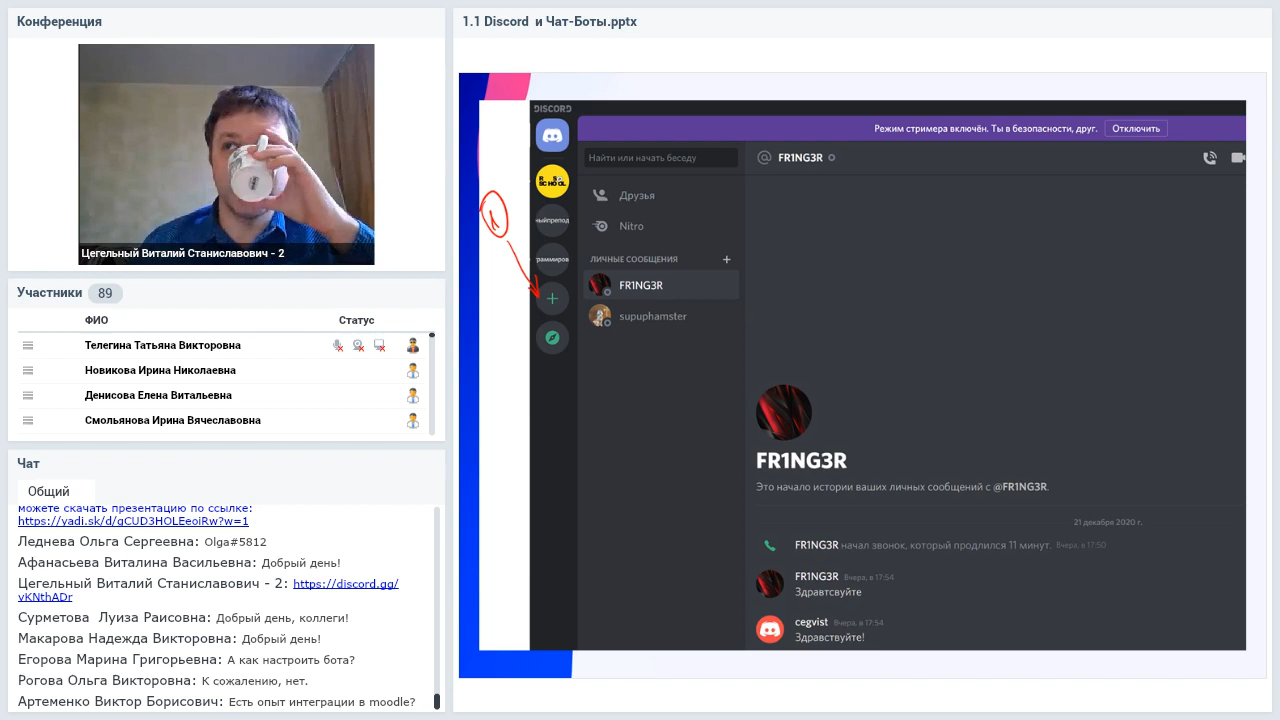 Конференция
Цегельный Виталий Станиславович - 2
Участники 89
ФИО Статус
Телегина Татьяна Викторовна
Новикова Ирина Николаевна
Денисова Елена Витальевна
Смольянова Ирина Вячеславовна
Чат
Общий
можете скачать презентацию по ссылке:
https://yadi.sk/d/gCUD3HOLEeoiRw?w=1
Леднева Ольга Сергеевна: Olga#5812
Афанасьева Виталина Васильевна: Добрый день!
Цегельный Виталий Станиславович - 2: https://discord.gg/
vKNthADr
Сурметова Луиза Раисовна: Добрый день, коллеги!
Макарова Надежда Викторовна: Добрый день!
Егорова Марина Григорьевна: А как настроить бота?
Рогова Ольга Викторовна: К сожалению, нет.
Артеменко Виктор Борисович: Есть опыт интеграции в moodle?
1.1 Discord и Чат-Боты.pptx
DISCORD
Режим стримера включён. Ты в безопасности, друг. Отключить
Найти или начать беседу
@ FR1NG3R
SCHOOL
ныйпрепод
раммиров
Друзья
Nitro
ЛИЧНЫЕ СООБЩЕНИЯ +
FR1NG3R
supuphamster
FR1NG3R
Это начало истории ваших личных сообщений с @FR1NG3R.
21 декабря 2020 г.
FR1NG3R начал звонок, который продлился 11 минут. Вчера, в 17:50
FR1NG3R Вчера, в 17:54
Здравтсвуйте
cegvist Вчера, в 17:54
Здравствуйте!